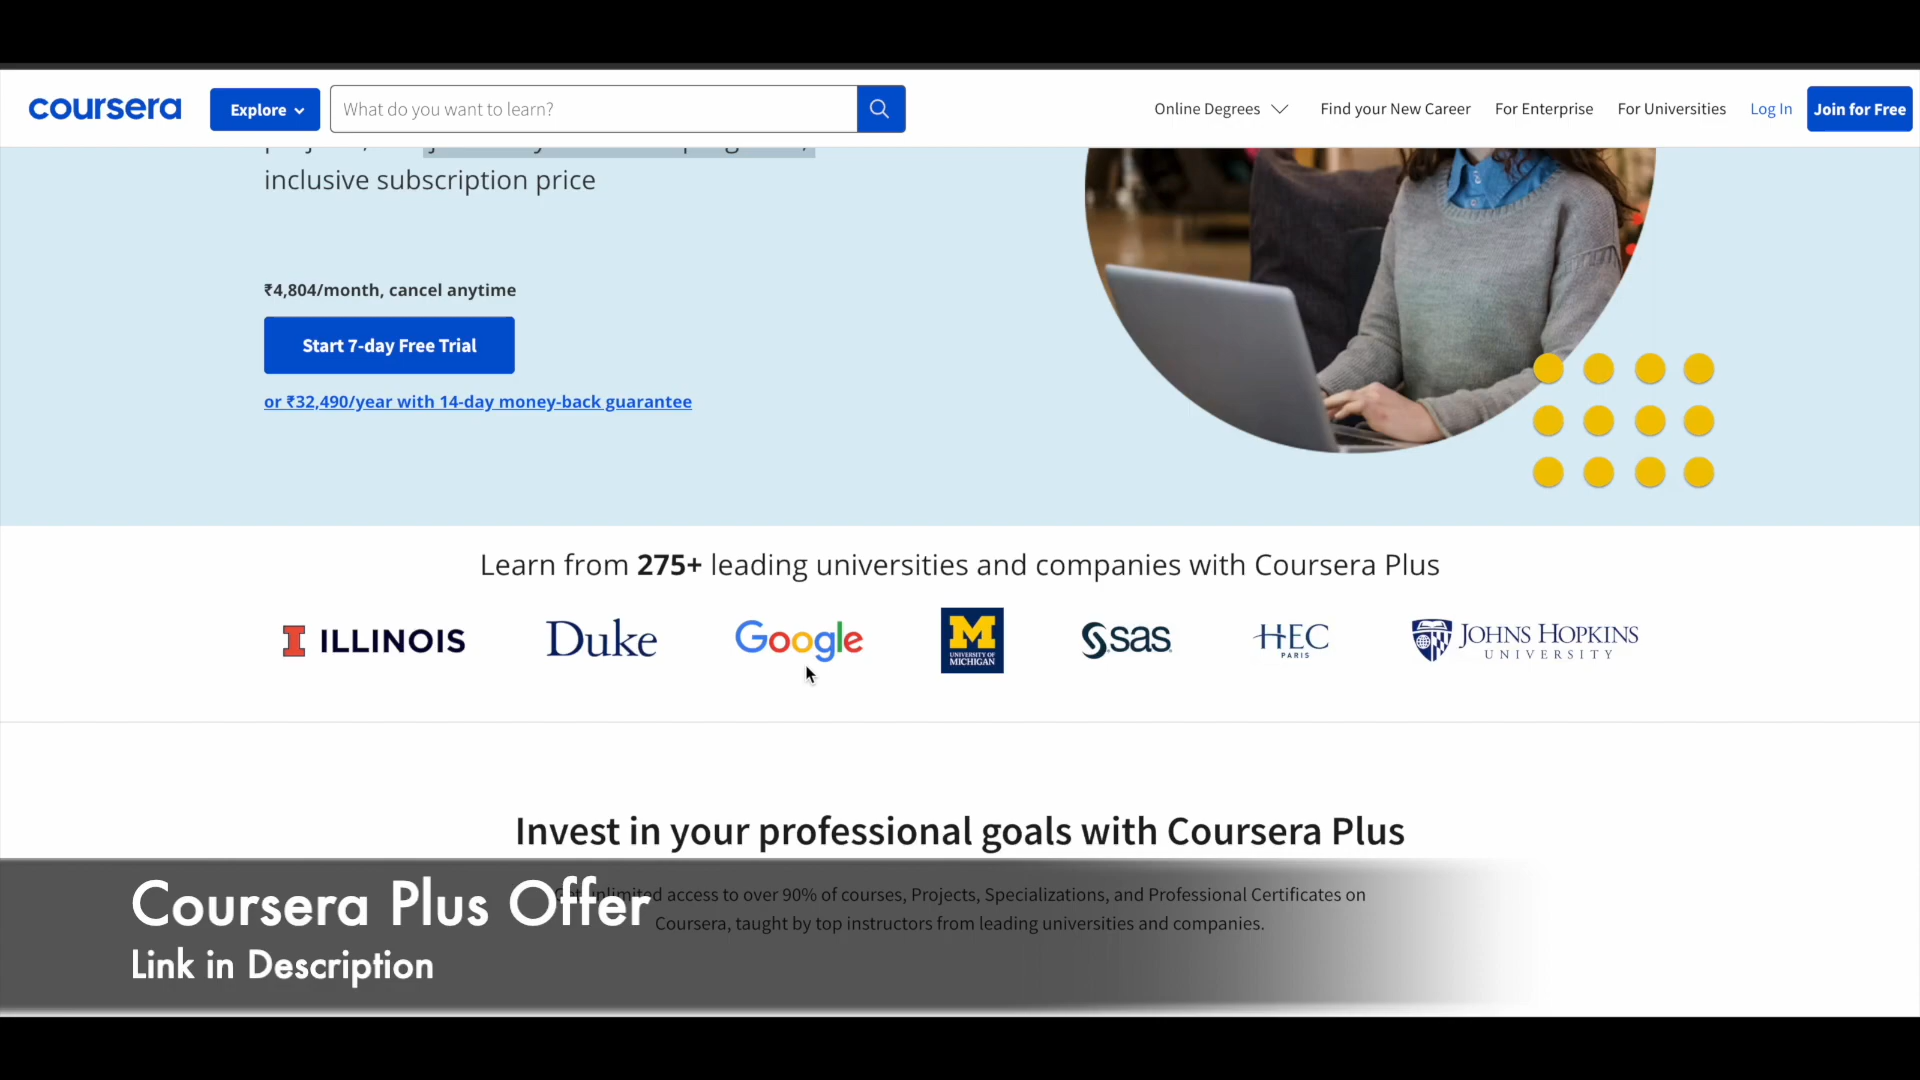 coursera
Explore
What do you want to learn?
Online Degrees
Find your New Career
For Enterprise
For Universities
Log In
Join for Free
inclusive subscription price
₹4,804/month, cancel anytime
Start 7-day Free Trial
or ₹32,490/year with 14-day money-back guarantee
Learn from 275+ leading universities and companies with Coursera Plus
ILLINOIS
Duke
Google
M
UNIVERSITY OF
MICHIGAN
sas
HEC
PARIS
JOHNS HOPKINS
UNIVERSITY
Invest in your professional goals with Coursera Plus
unlimited access to over 90% of courses, Projects, Specializations, and Professional Certificates on
Coursera, taught by top instructors from leading universities and companies.
Coursera Plus Offer
Link in Description